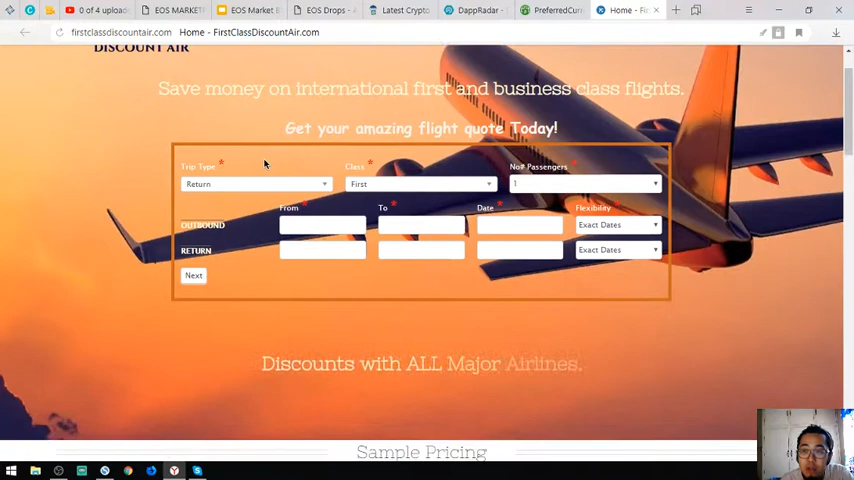 0 of 4 upload
EOS MARKET
EOS Market B
EOS Drops - A
Latest Crypto
DappRadar -
PreferredCurr
Home - Fir
firstclassdiscountair.com
Home - FirstClassDiscountAir.com
DISCOUNT AIR
Save money on international first and business class flights.
Get your amazing flight quote Today!
Trip Type * Class * No# Passengers *
Return First 1
From * To * Date * Flexibility *
OUTBOUND Exact Dates
RETURN Exact Dates
Next
Discounts with ALL Major Airlines.
Sample Pricing